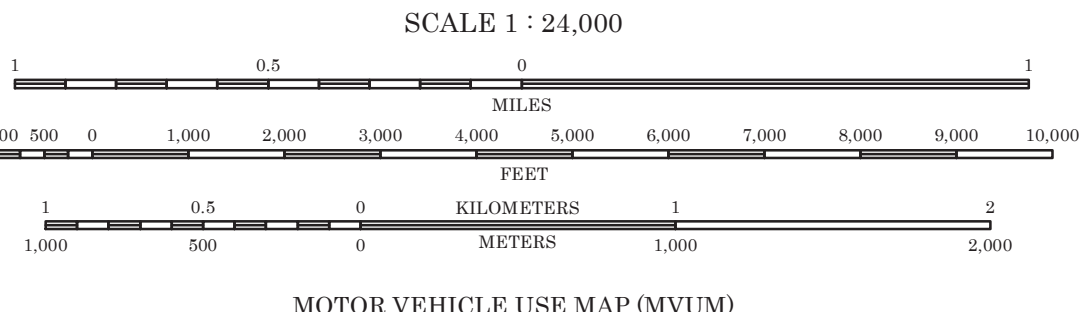 SCALE 1 : 24,000
1 0.5 0 1
MILES
500 0 1,000 2,000 3,000 4,000 5,000 6,000 7,000 8,000 9,000 10,000
FEET
1 0.5 0 KILOMETERS 1 2
1,000 500 0 METERS 1,000 2,000
MOTOR VEHICLE USE MAP (MVUM)